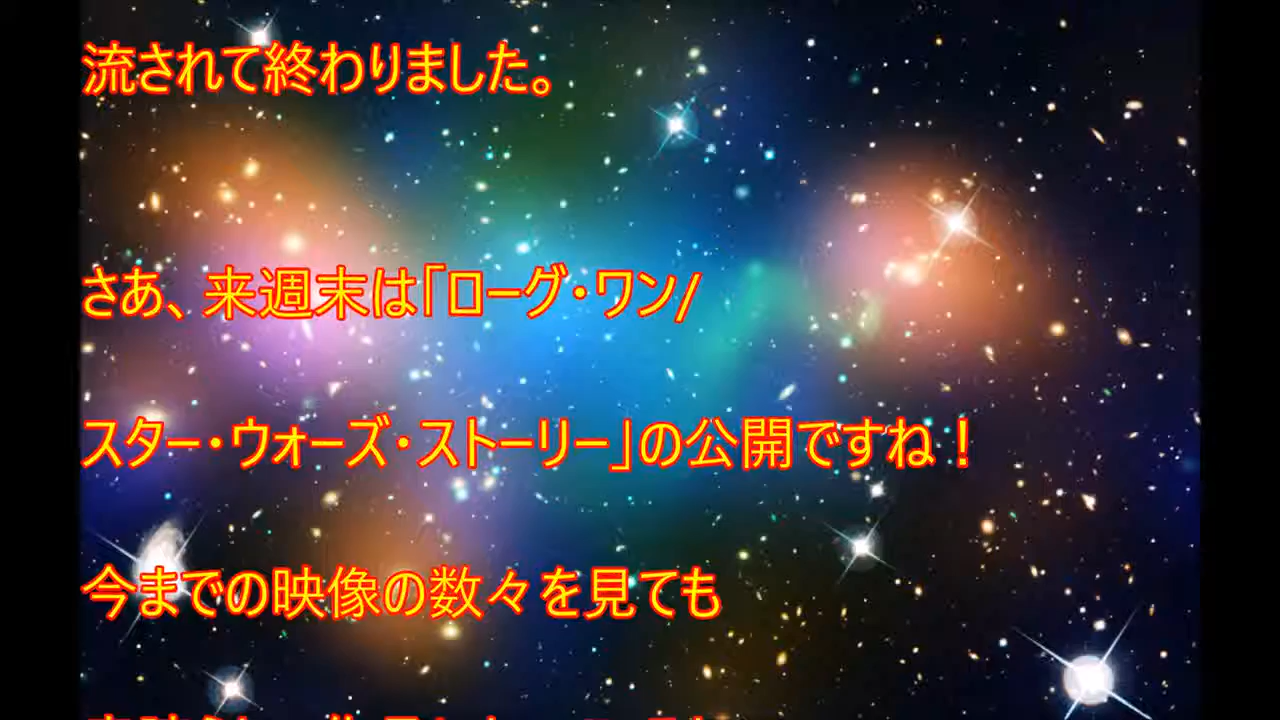 流されて終わりました。
さあ、来週末は「ローグ・ワン/
スター・ウォーズ・ストーリー」の公開ですね！
今までの映像の数々を見ても